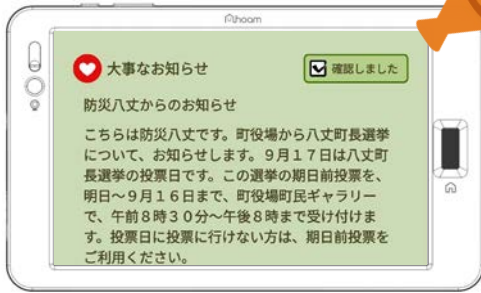 大事なお知らせ
確認しました
防災八丈からのお知らせ
こちらは防災八丈です。町役場から八丈町長選挙
について、お知らせします。９月１７日は八丈町
長選挙の投票日です。この選挙の期日前投票を、
明日～９月１６日まで、町役場町民ギャラリー
で、午前８時３０分～午後８時まで受け付けま
す。投票日に投票に行けない方は、期日前投票を
ご利用ください。